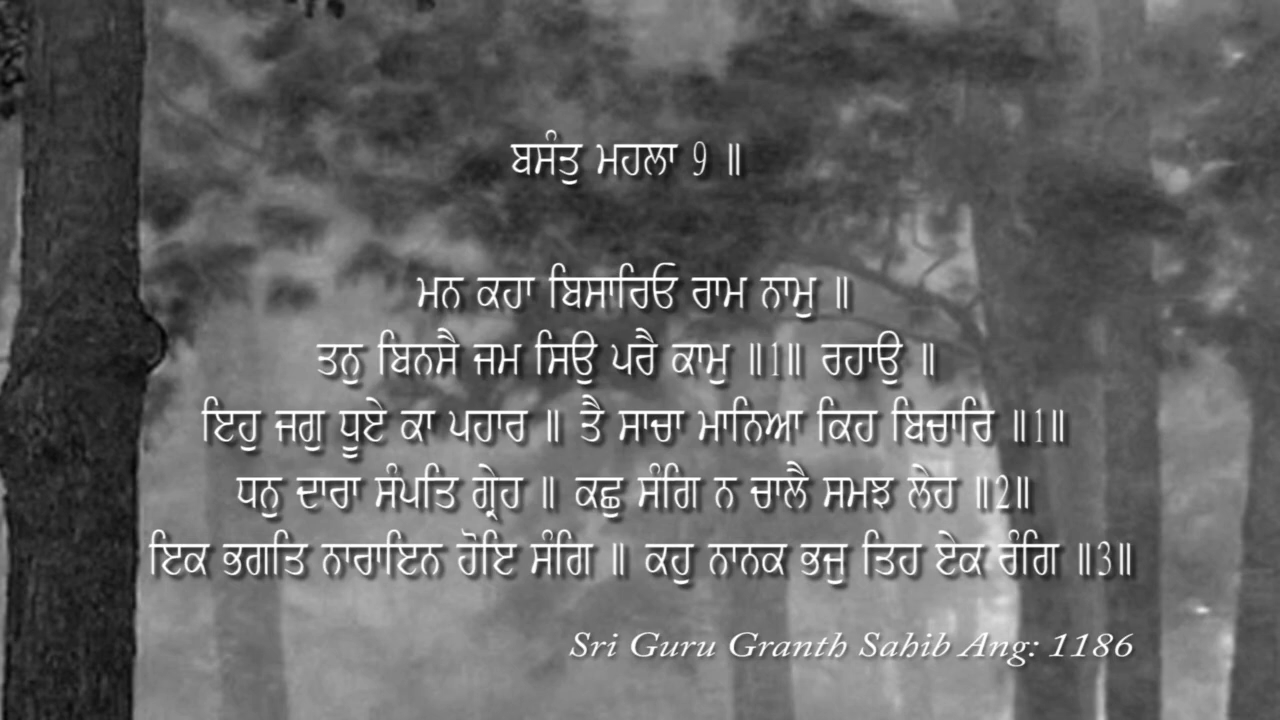 ਬਸੰਤੁ ਮਹਲਾ 9 ॥
ਮਨ ਕਹਾ ਬਿਸਾਰਿਓ ਰਾਮ ਨਾਮੁ ॥
ਤਨੁ ਬਿਨਸੈ ਜਮ ਸਿਉ ਪਰੈ ਕਾਮੁ ॥1॥ ਰਹਾਉ ॥
ਇਹੁ ਜਗੁ ਧੂਏ ਕਾ ਪਹਾਰ ॥ ਤੈ ਸਾਚਾ ਮਾਨਿਆ ਕਿਹ ਬਿਚਾਰਿ ॥1॥
ਧਨੁ ਦਾਰਾ ਸੰਪਤਿ ਗ੍ਰੇਹ ॥ ਕਛੁ ਸੰਗਿ ਨ ਚਾਲੈ ਸਮਝ ਲੇਹ ॥2॥
ਇਕ ਭਗਤਿ ਨਾਰਾਇਨ ਹੋਇ ਸੰਗਿ ॥ ਕਹੁ ਨਾਨਕ ਭਜੁ ਤਿਹ ਏਕ ਰੰਗਿ ॥3॥
Sri Guru Granth Sahib Ang: 1186